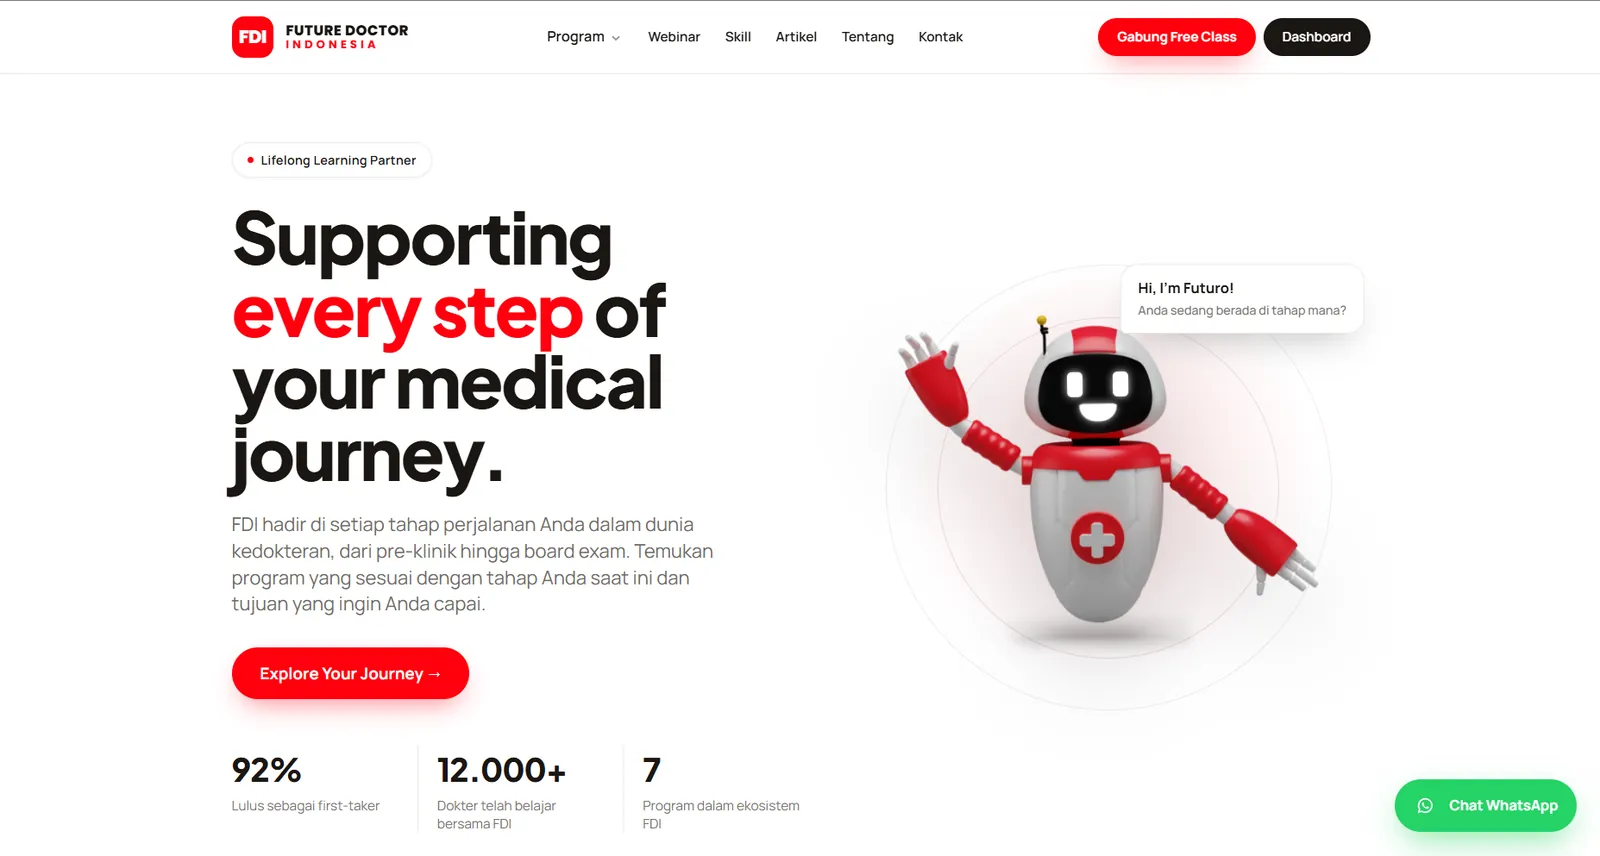 FDI
FUTURE DOCTOR
INDONESIA
Program
Webinar
Skill
Artikel
Tentang
Kontak
Gabung Free Class
Dashboard
Lifelong Learning Partner
Supporting
every step of
your medical
journey.
FDI hadir di setiap tahap perjalanan Anda dalam dunia
kedokteran, dari pre-klinik hingga board exam. Temukan
program yang sesuai dengan tahap Anda saat ini dan
tujuan yang ingin Anda capai.
Explore Your Journey →
92%
Lulus sebagai first-taker
12.000+
Dokter telah belajar
bersama FDI
7
Program dalam ekosistem
FDI
Hi, I'm Futuro!
Anda sedang berada di tahap mana?
Chat WhatsApp